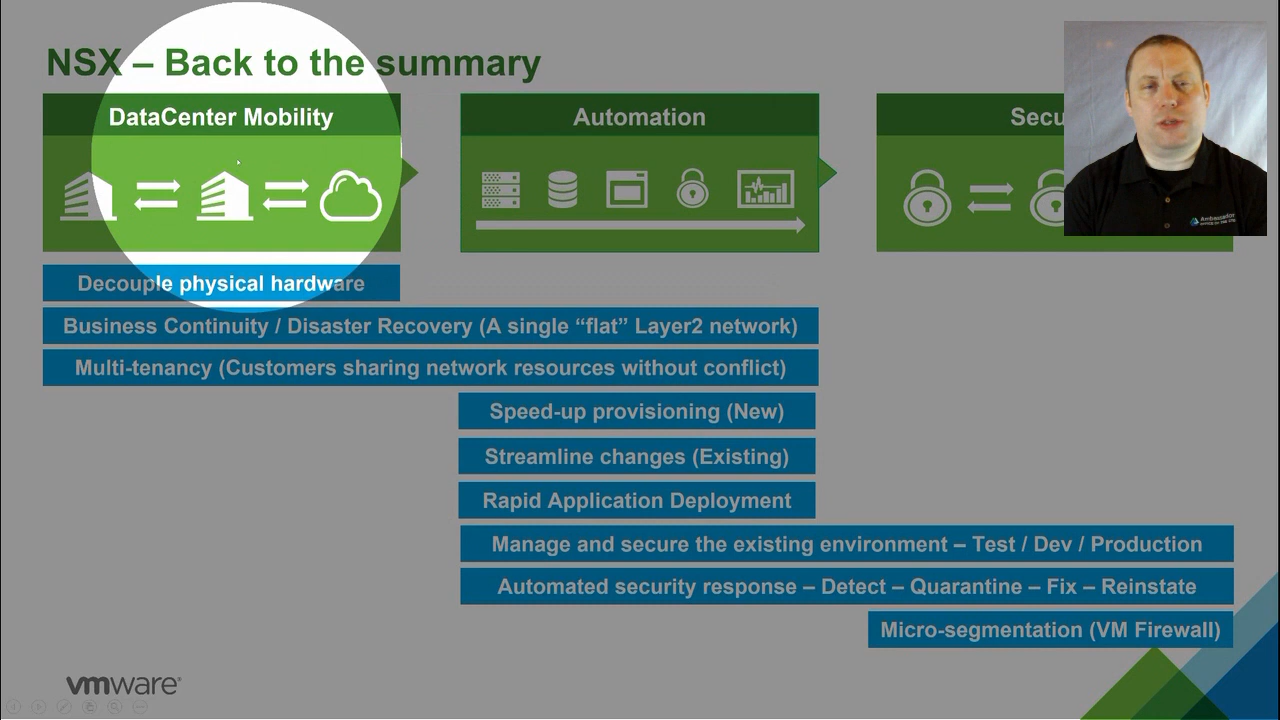 NSX – Back to the summary
DataCenter Mobility
Automation
Secu
Decouple physical hardware
Business Continuity / Disaster Recovery (A single “flat” Layer2 network)
Multi-tenancy (Customers sharing network resources without conflict)
Speed-up provisioning (New)
Streamline changes (Existing)
Rapid Application Deployment
Manage and secure the existing environment – Test / Dev / Production
Automated security response – Detect – Quarantine – Fix – Reinstate
Micro-segmentation (VM Firewall)
vmware
Ambassador